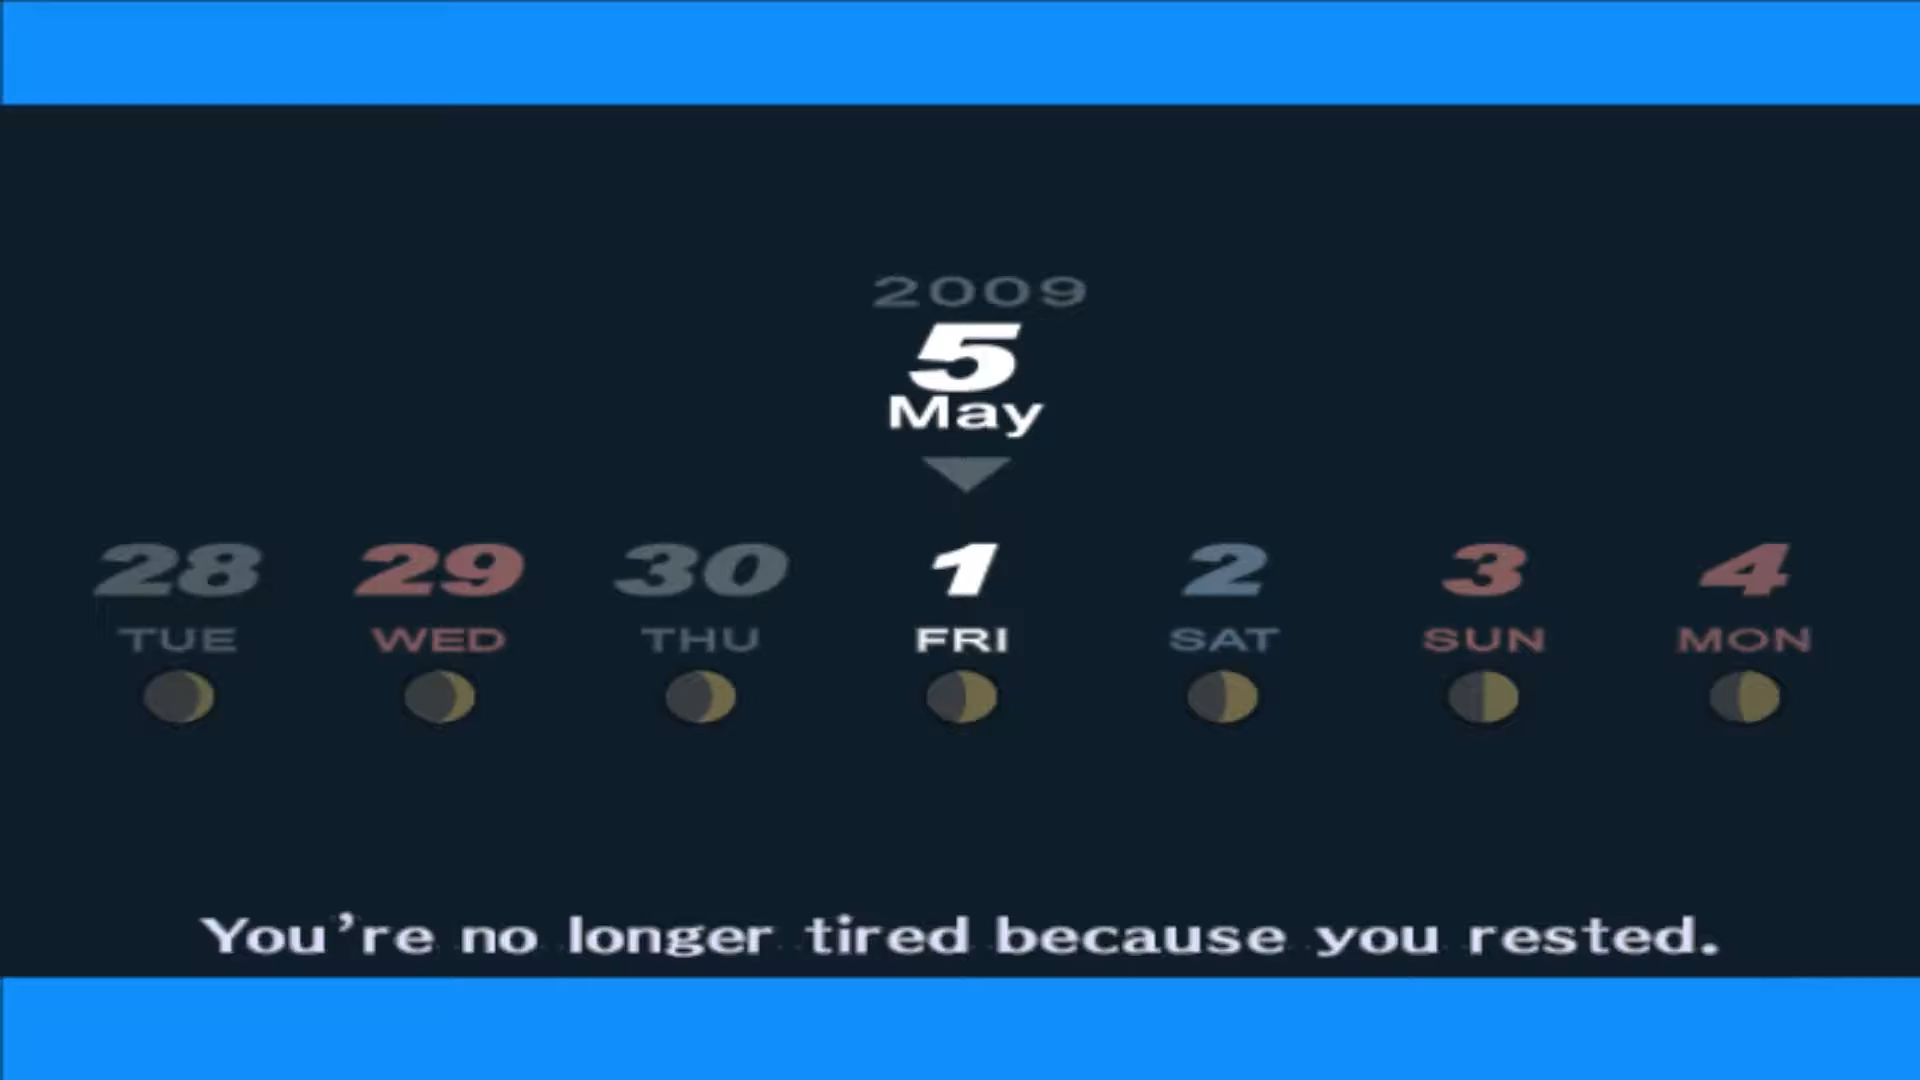 2009
5
May
28 29 30 1 2 3 4
TUE WED THU FRI SAT SUN MON
You're no longer tired because you rested.